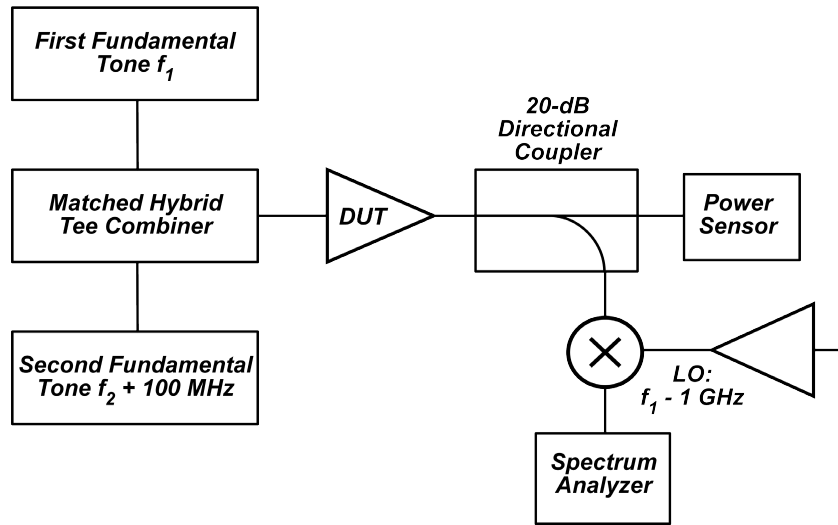 First Fundamental
Tone f1
20-dB
Directional
Coupler
Matched Hybrid
Tee Combiner
DUT
Power
Sensor
Second Fundamental
Tone f2 + 100 MHz
LO:
f1 - 1 GHz
Spectrum
Analyzer